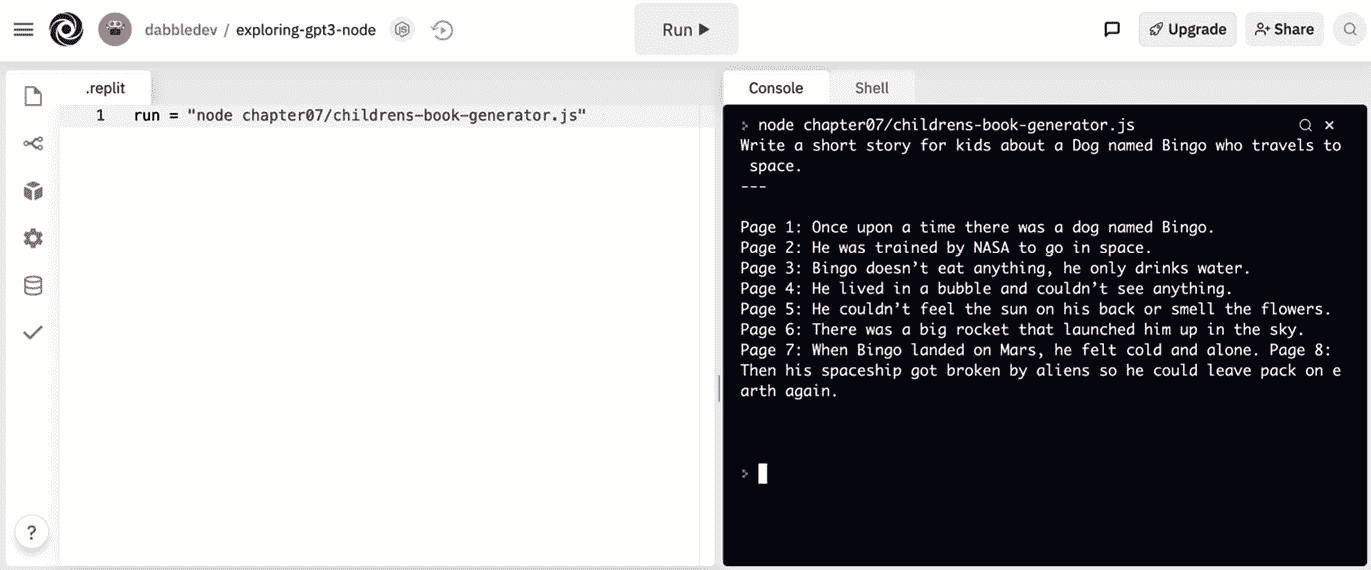 dabbledev / exploring-gpt3-node
Run
Upgrade
Share
.replit
1 run = "node chapter07/childrens-book-generator.js"
Console
Shell
> node chapter07/childrens-book-generator.js
Write a short story for kids about a Dog named Bingo who travels to
space.
---
Page 1: Once upon a time there was a dog named Bingo.
Page 2: He was trained by NASA to go in space.
Page 3: Bingo doesn’t eat anything, he only drinks water.
Page 4: He lived in a bubble and couldn’t see anything.
Page 5: He couldn’t feel the sun on his back or smell the flowers.
Page 6: There was a big rocket that launched him up in the sky.
Page 7: When Bingo landed on Mars, he felt cold and alone. Page 8:
Then his spaceship got broken by aliens so he could leave pack on e
arth again.
>
?